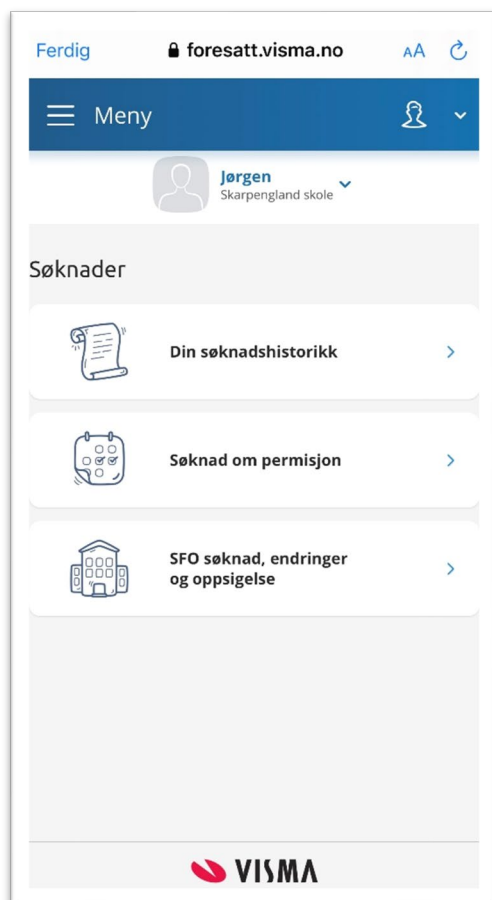 Ferdig foresatt.visma.no AA
Meny
Jørgen
Skarpengland skole
Søknader
Din søknadshistorikk
Søknad om permisjon
SFO søknad, endringer
og oppsigelse
VISMA